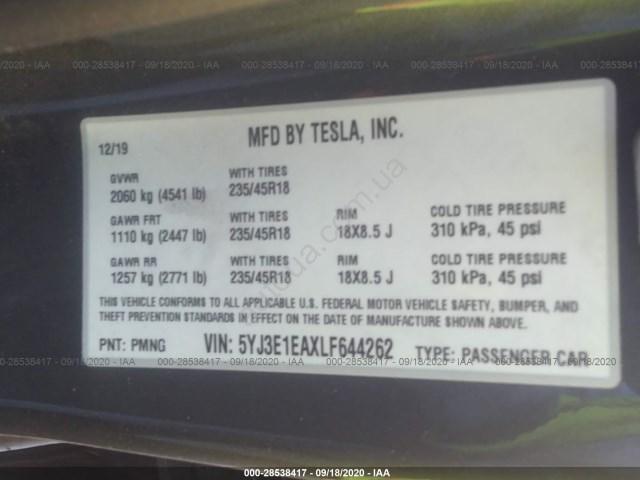 000-28538417 - 09/18/2020 - IAA
12/19
MFD BY TESLA, INC.
GVWR
WITH TIRES
2060 kg (4541 lb)
235/45R18
GAWR FRT
WITH TIRES
RIM
COLD TIRE PRESSURE
1110 kg (2447 lb)
235/45R18
18X8.5 J
310 kPa, 45 psi
GAWR RR
WITH TIRES
RIM
COLD TIRE PRESSURE
1257 kg (2771 lb)
235/45R18
18X8.5 J
310 kPa, 45 psi
THIS VEHICLE CONFORMS TO ALL APPLICABLE U.S. FEDERAL MOTOR VEHICLE SAFETY, BUMPER, AND
THEFT PREVENTION STANDARDS IN EFFECT ON THE DATE OF MANUFACTURE SHOWN ABOVE.
PNT: PMNG
VIN: 5YJ3E1EAXLF644262
TYPE: PASSENGER CAR
000-28538417 - 09/18/2020 - IAA